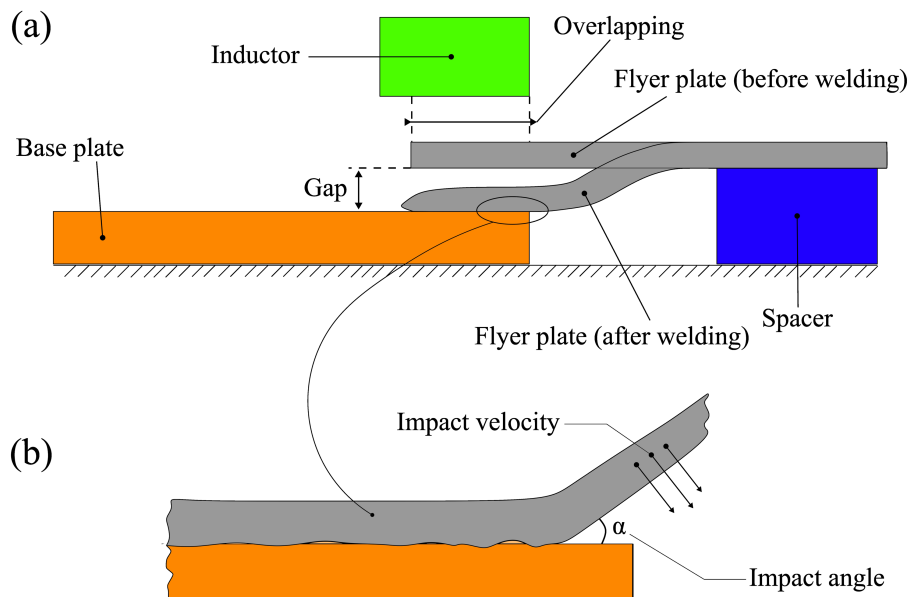 (a)
Inductor
Overlapping
Flyer plate (before welding)
Base plate
Gap
Flyer plate (after welding)
Spacer
(b)
Impact velocity
α
Impact angle